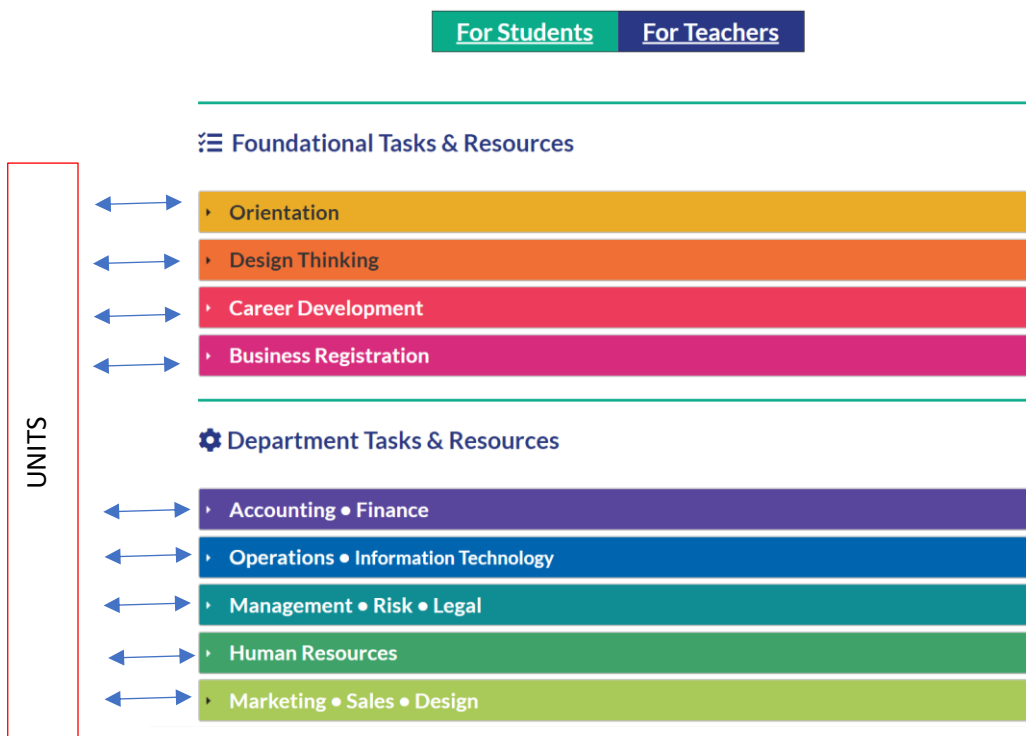 For Students For Teachers
Foundational Tasks & Resources
Orientation
Design Thinking
Career Development
Business Registration
UNITS
Department Tasks & Resources
Accounting ● Finance
Operations ● Information Technology
Management ● Risk ● Legal
Human Resources
Marketing ● Sales ● Design